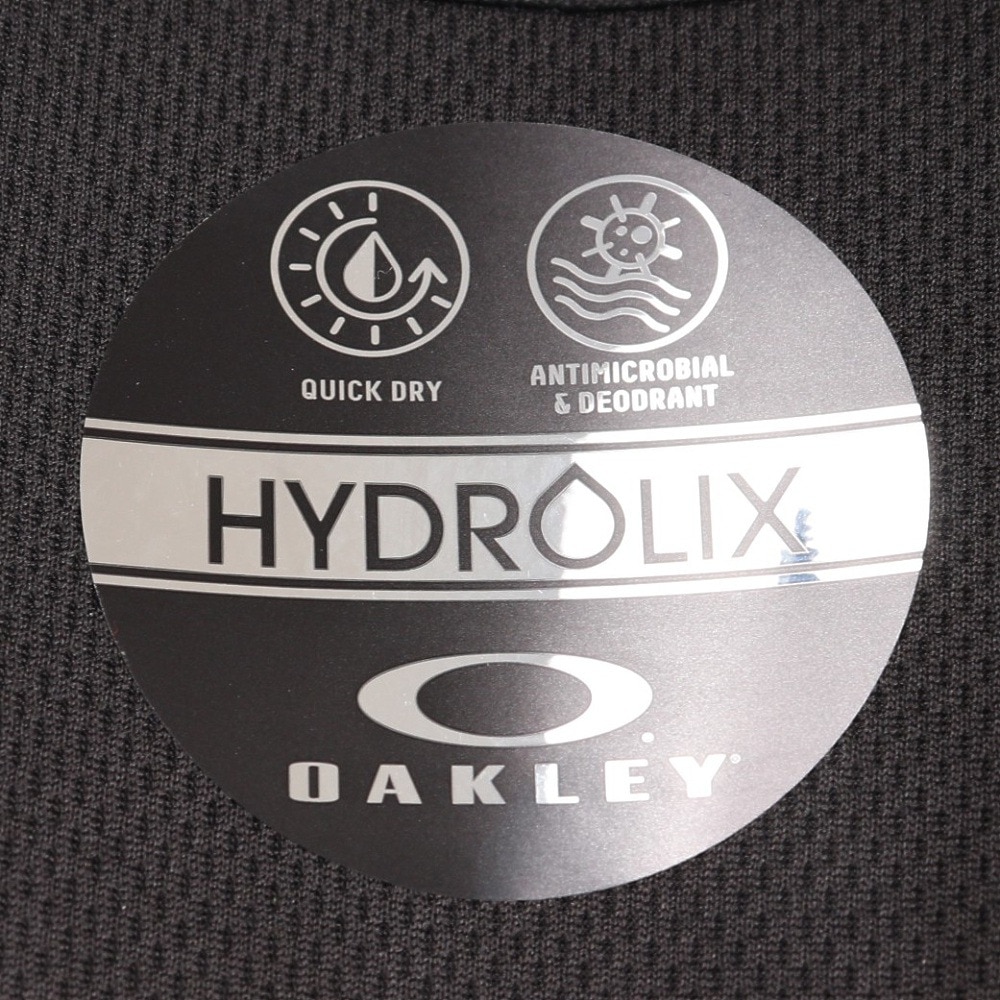 QUICK DRY
ANTIMICROBIAL
& DEODRANT
HYDROLIX
OAKLEY®